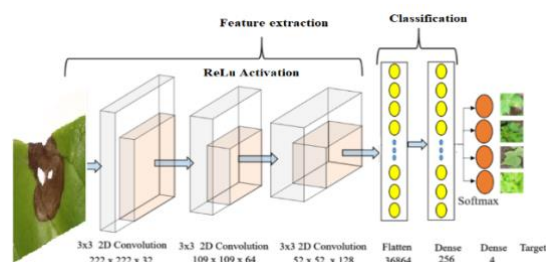 Feature extraction
Classification
ReLu Activation
Softmax
3x3 2D Convolution 3x3 2D Convolution 3x3 2D Convolution Flatten Dense Dense Target
222 x 222 x 32 109 x 109 x 64 52 x 52 x 128 36864 256 4